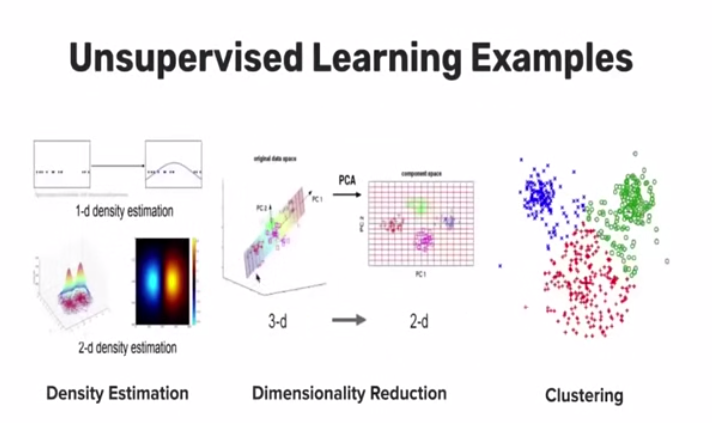 Unsupervised Learning Examples
1-d density estimation
2-d density estimation
Density Estimation
original data space
PC 2
PC 1
PCA
component space
PC 2
PC 1
3-d
2-d
Dimensionality Reduction
Clustering